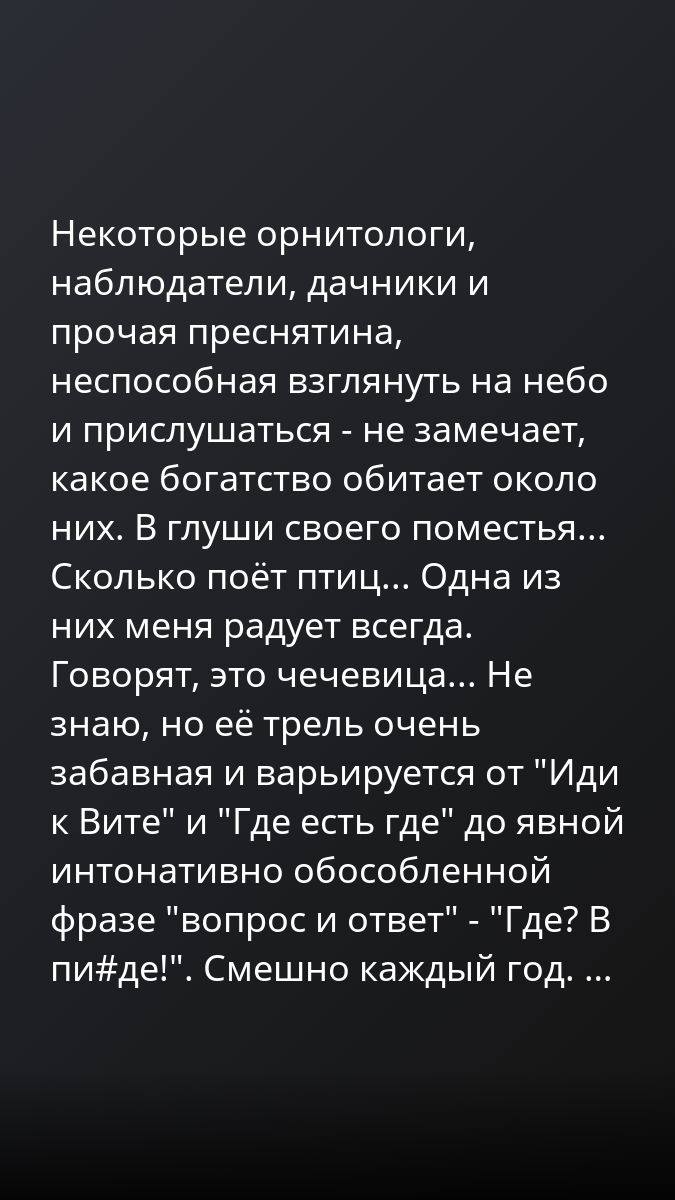 Некоторые орнитологи,
наблюдатели, дачники и
прочая преснятина,
неспособная взглянуть на небо
и прислушаться - не замечает,
какое богатство обитает около
них. В глуши своего поместья...
Сколько поёт птиц... Одна из
них меня радует всегда.
Говорят, это чечевица... Не
знаю, но её трель очень
забавная и варьируется от "Иди
к Вите" и "Где есть где" до явной
интонативно обособленной
фразе "вопрос и ответ" - "Где? В
пи#де!". Смешно каждый год. ...